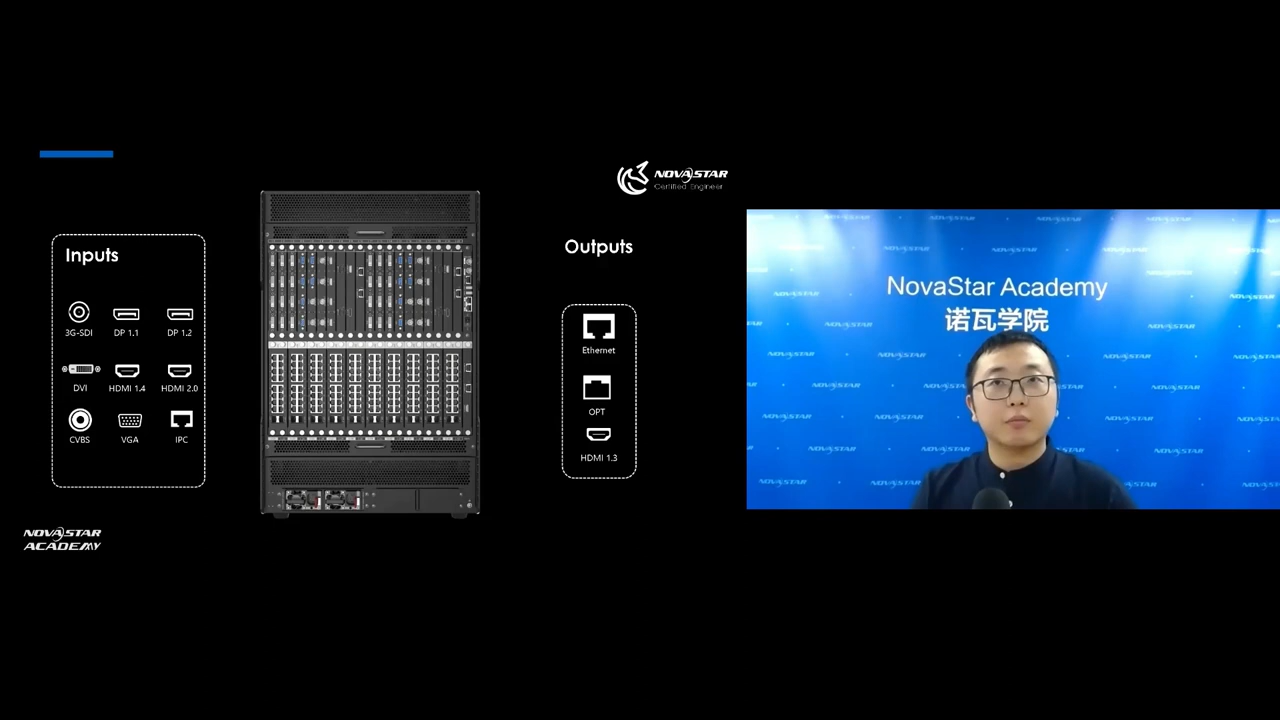 NOVASTAR
Certified Engineer
Inputs
3G-SDI
DP 1.1
DP 1.2
DVI
HDMI 1.4
HDMI 2.0
CVBS
VGA
IPC
Outputs
Ethernet
OPT
HDMI 1.3
NOVASTAR
ACADEMY
NovaStar Academy
诺瓦学院